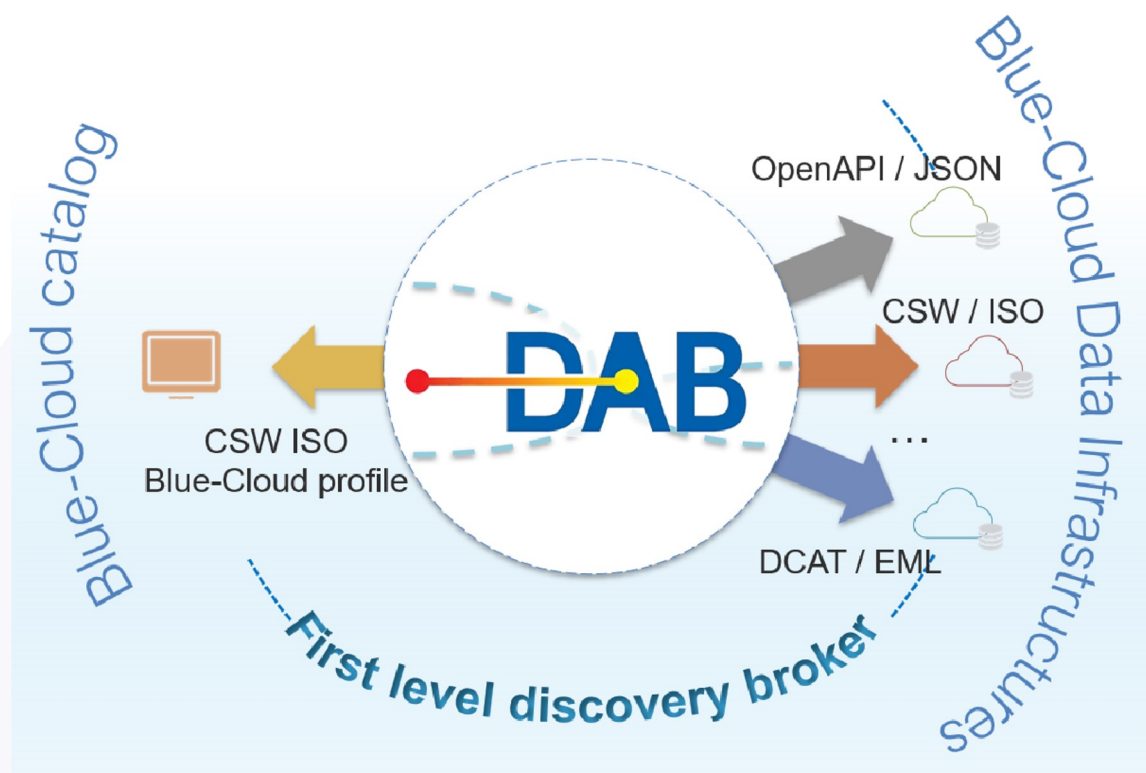 Blue-Cloud catalog
CSW ISO
Blue-Cloud profile
DAB
OpenAPI / JSON
CSW / ISO
...
DCAT / EML
Blue-Cloud Data Infrastructures
First level discovery broker